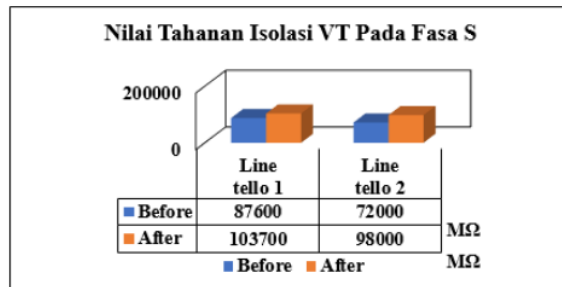 Nilai Tahanan Isolasi VT Pada Fasa S
200000
0
Line tello 1
Line tello 2
Before 87600 72000
After 103700 98000 MΩ
Before After MΩ